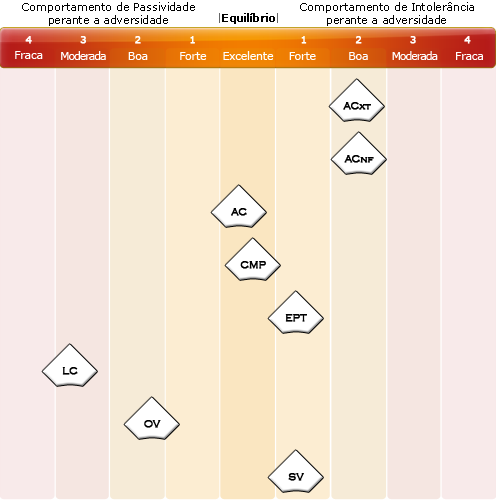 Comportamento de Passividade
perante a adversidade
|Equilíbrio|
Comportamento de Intolerância
perante a adversidade
4 3 2 1 1 2 3 4
Fraca Moderada Boa Forte Excelente Forte Boa Moderada Fraca
ACXT
ACNF
AC
CMP
EPT
LC
OV
SV